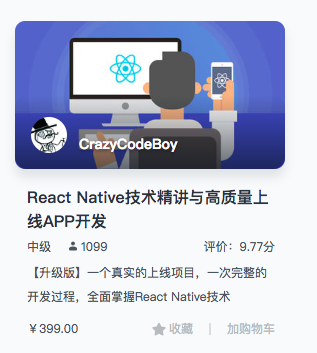 CrazyCodeBoy
React Native技术精讲与高质量上
线APP开发
中级 1099 评价：9.77分
【升级版】一个真实的上线项目，一次完整的
开发过程，全面掌握React Native技术
￥399.00 收藏 | 加购物车